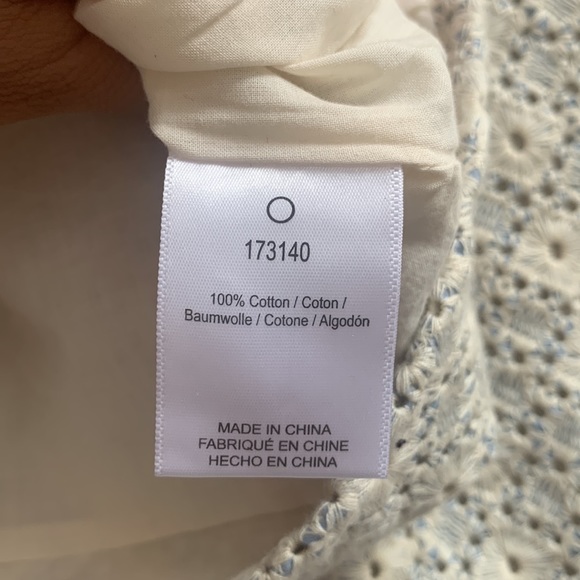 173140
100% Cotton / Coton /
Baumwolle / Cotone / Algodón
MADE IN CHINA
FABRIQUÉ EN CHINE
HECHO EN CHINA